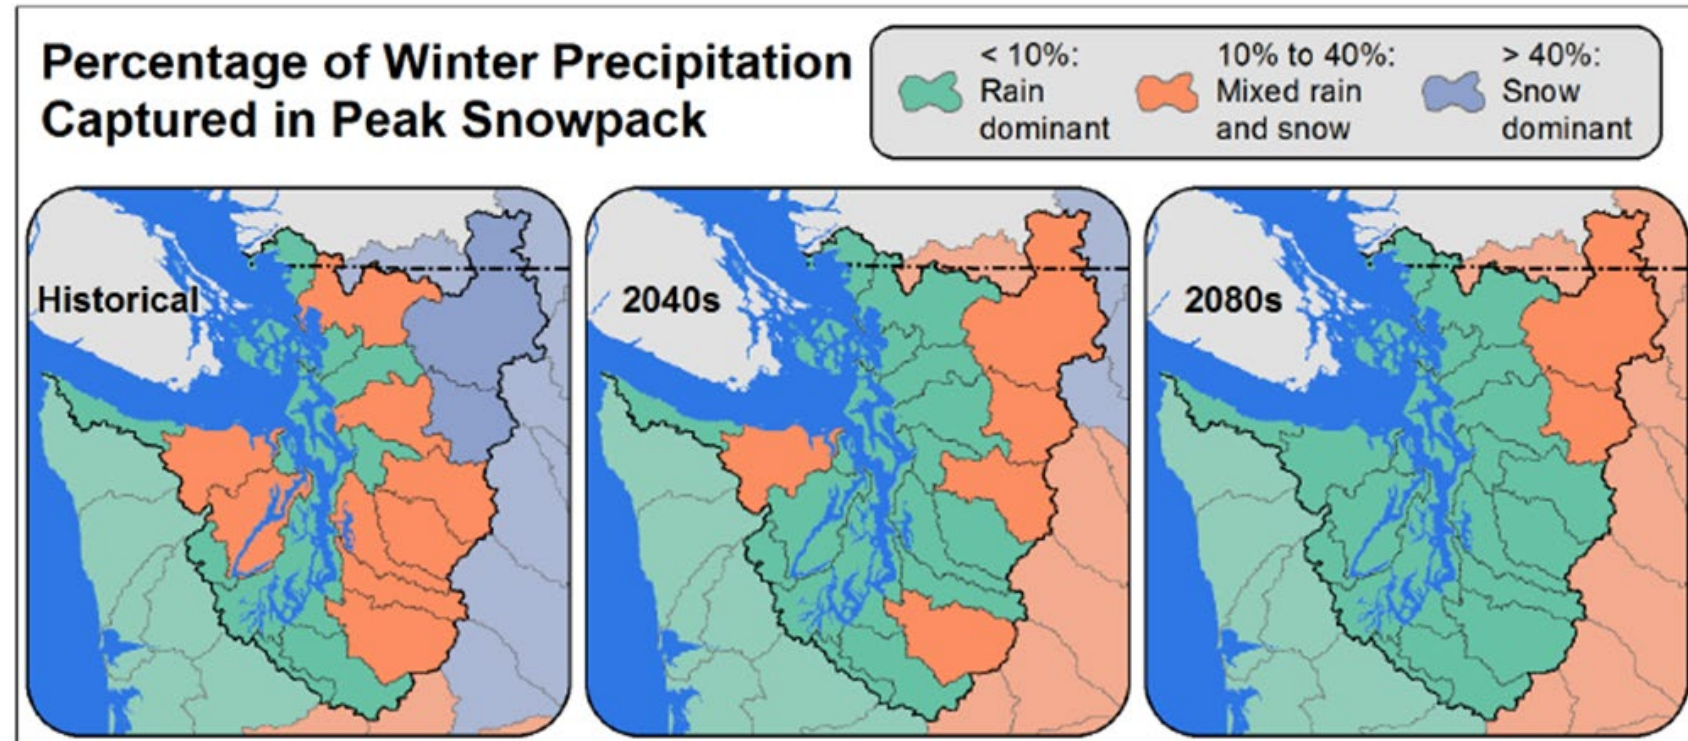 Percentage of Winter Precipitation
Captured in Peak Snowpack
< 10%:
Rain
dominant
10% to 40%:
Mixed rain
and snow
> 40%:
Snow
dominant
Historical
2040s
2080s